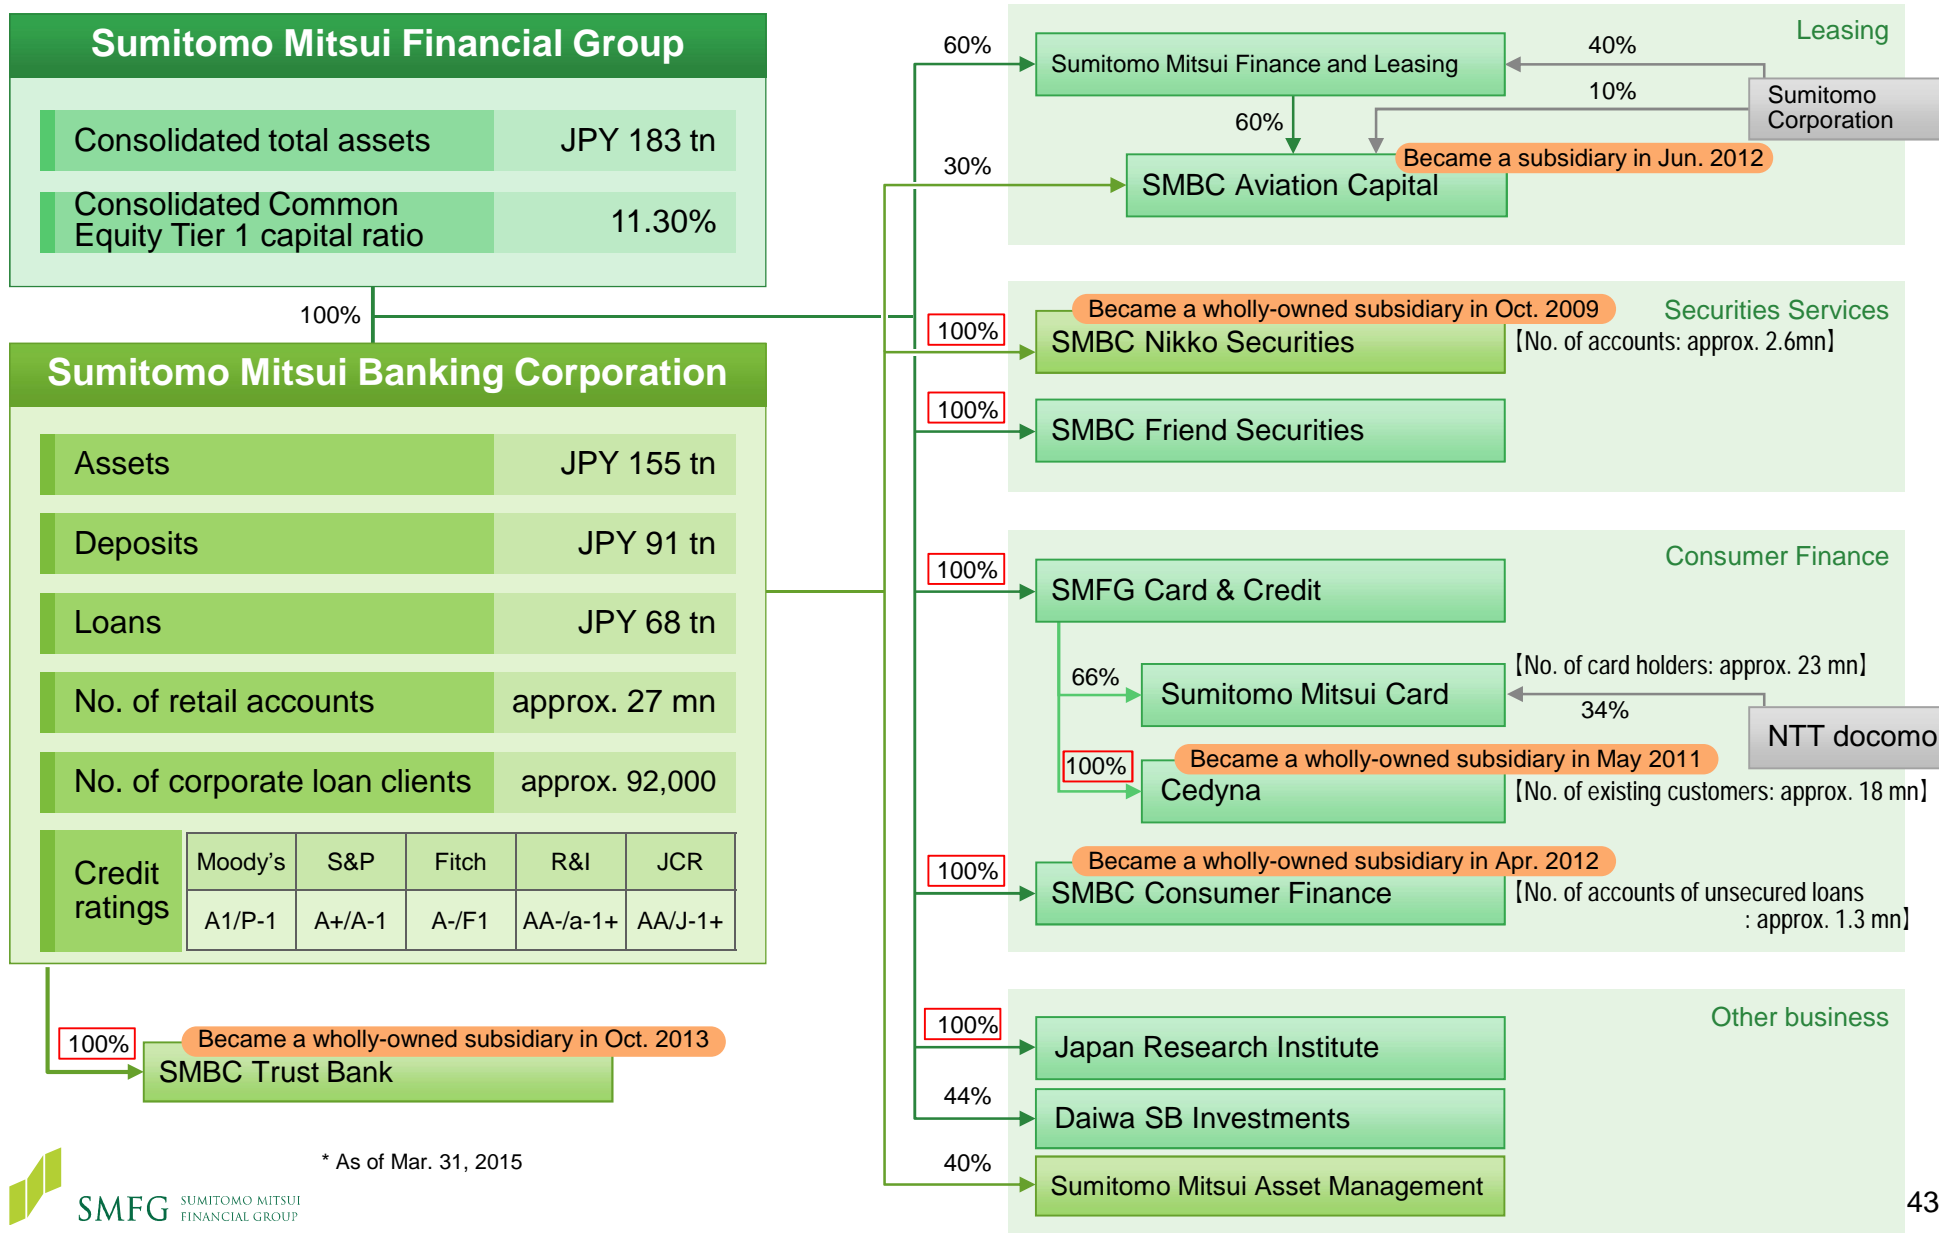 Sumitomo Mitsui Financial Group
Consolidated total assets
JPY 183 tn
Consolidated Common
Equity Tier 1 capital ratio
11.30%
100%
Sumitomo Mitsui Banking Corporation
Assets
JPY 155 tn
Deposits
JPY 91 tn
Loans
JPY 68 tn
No. of retail accounts
approx. 27 mn
No. of corporate loan clients
approx. 92,000
Credit
ratings
Moody's
S&P
Fitch
R&I
JCR
A1/P-1
A+/A-1
A-/F1
AA-/a-1+
AA/J-1+
100%
Became a wholly-owned subsidiary in Oct. 2013
SMBC Trust Bank
* As of Mar. 31, 2015
SMFG
SUMITOMO MITSUI
FINANCIAL GROUP
Leasing
60%
Sumitomo Mitsui Finance and Leasing
40%
10%
Sumitomo
Corporation
60%
30%
Became a subsidiary in Jun. 2012
SMBC Aviation Capital
Securities Services
100%
Became a wholly-owned subsidiary in Oct. 2009
SMBC Nikko Securities
【No. of accounts: approx. 2.6mn】
100%
SMBC Friend Securities
Consumer Finance
100%
SMFG Card & Credit
66%
Sumitomo Mitsui Card
【No. of card holders: approx. 23 mn】
34%
NTT docomo
100%
Became a wholly-owned subsidiary in May 2011
Cedyna
【No. of existing customers: approx. 18 mn】
100%
Became a wholly-owned subsidiary in Apr. 2012
SMBC Consumer Finance
【No. of accounts of unsecured loans
: approx. 1.3 mn】
Other business
100%
Japan Research Institute
44%
Daiwa SB Investments
40%
Sumitomo Mitsui Asset Management
43